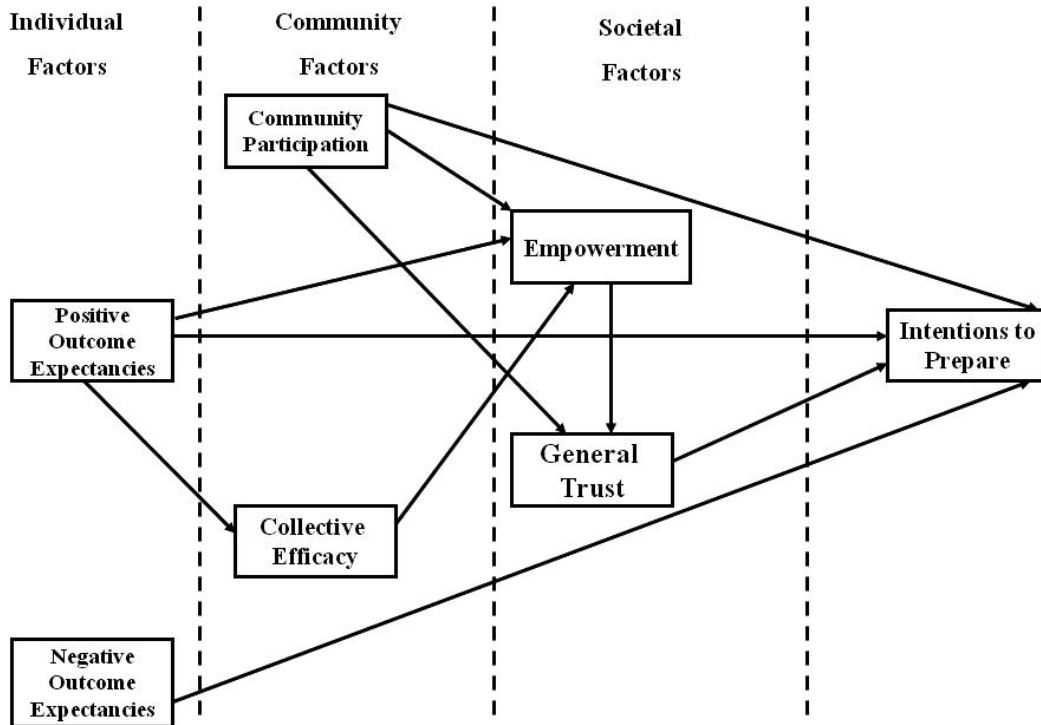 Individual
Factors
Community
Factors
Societal
Factors
Community
Participation
Empowerment
Positive
Outcome
Expectancies
Intentions to
Prepare
General
Trust
Collective
Efficacy
Negative
Outcome
Expectancies